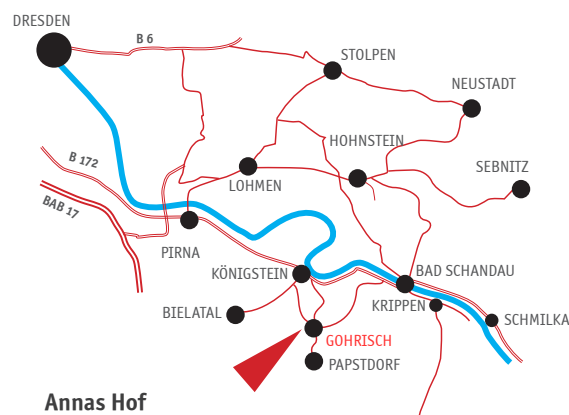 DRESDEN
B 6
STOLPEN
NEUSTADT
HOHNSTEIN
B 172
SEBNITZ
LOHMEN
BAB 17
PIRNA
KÖNIGSTEIN
BAD SCHANDAU
BIELATAL
KRIPPEN
SCHMILKA
GOHRISCH
PAPSTDORF
Annas Hof